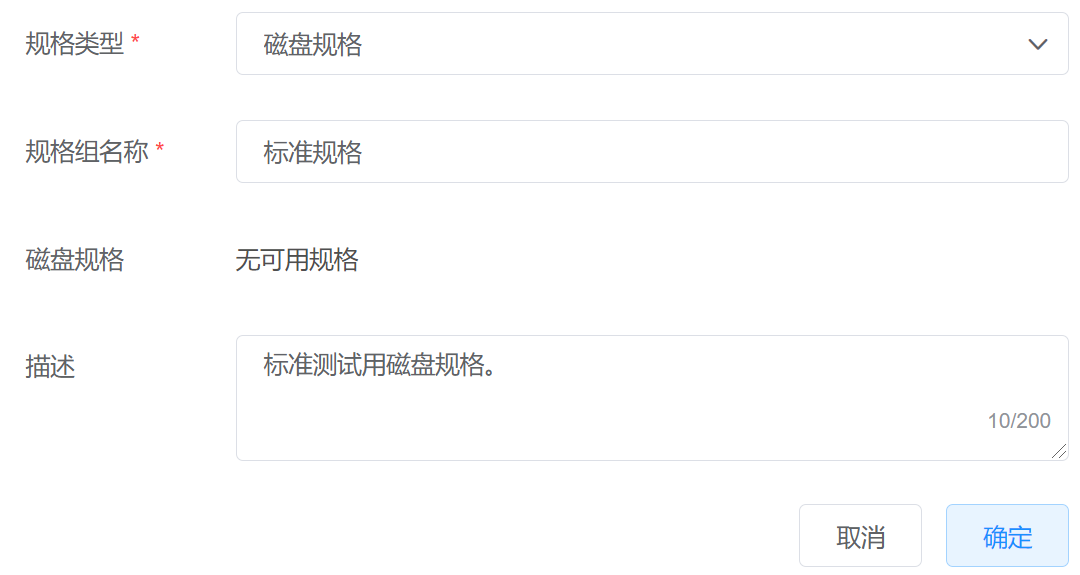 规格类型 *
磁盘规格
规格组名称 *
标准规格
磁盘规格
无可用规格
描述
标准测试用磁盘规格。
10/200
取消
确定